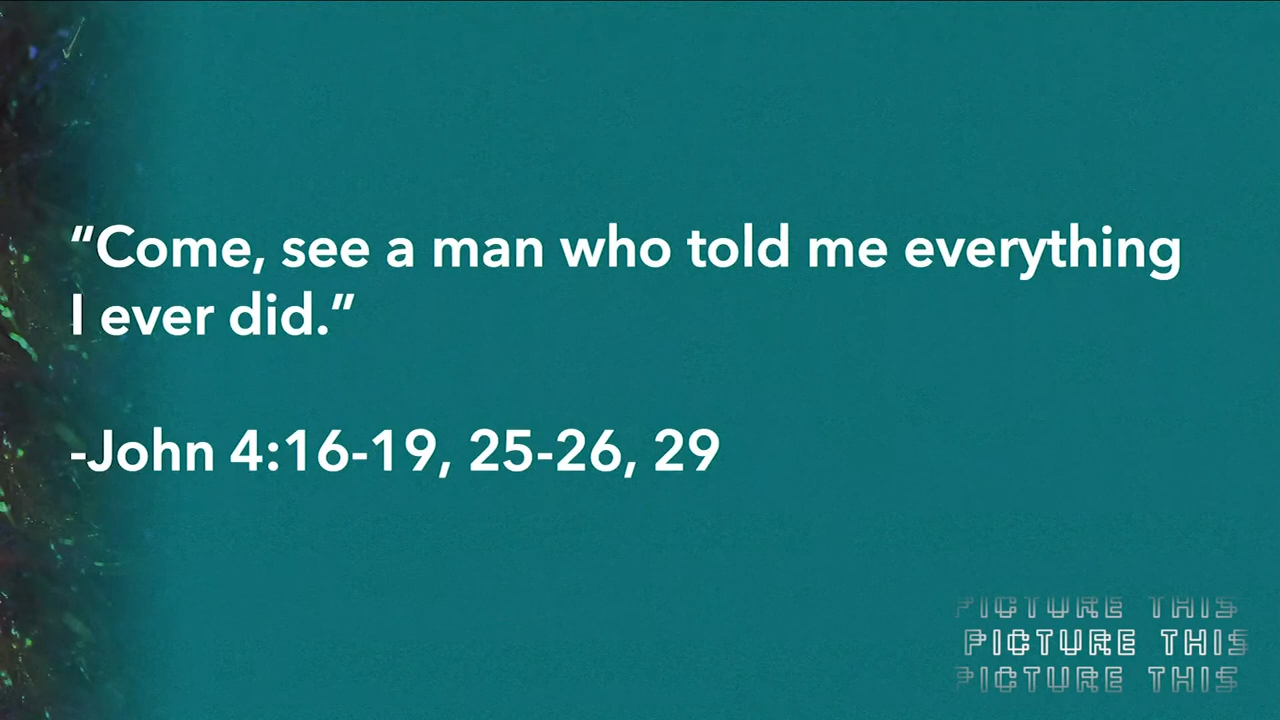 “Come, see a man who told me everything
I ever did.”
-John 4:16-19, 25-26, 29
PICTURE THIS
PICTURE THIS
PICTURE THIS